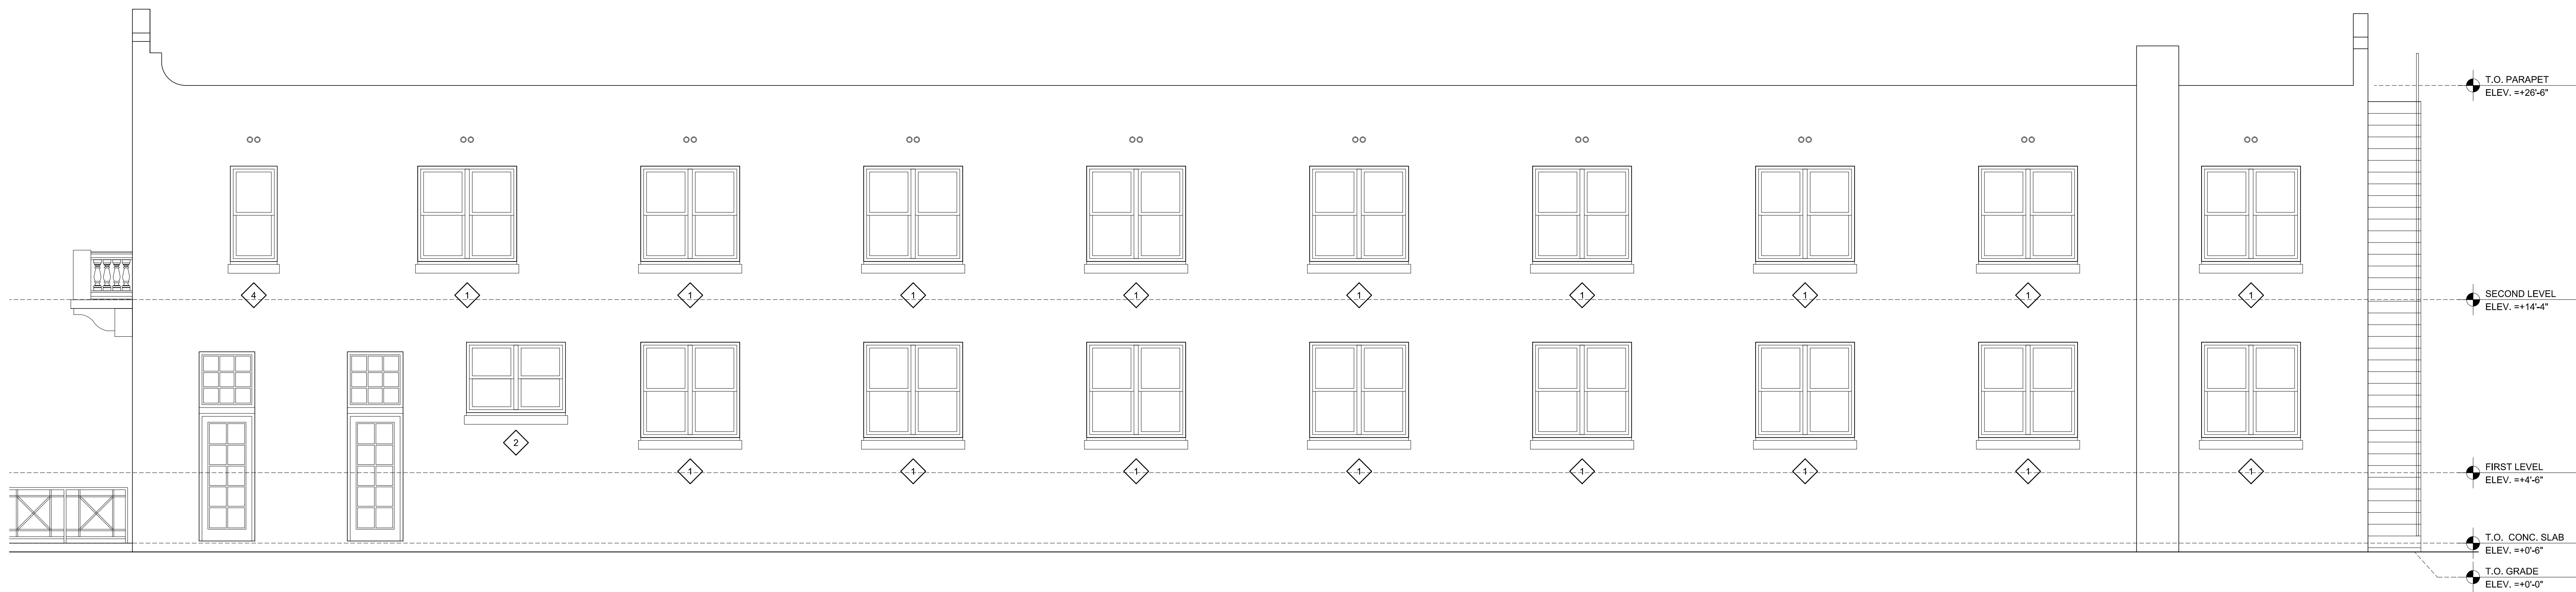 T.O. PARAPET
ELEV. =+26'-6"
4 1 1 1 1 1 1 1 1 1
SECOND LEVEL
ELEV. =+14'-4"
2
1 1 1 1 1 1 1 1
FIRST LEVEL
ELEV. =+4'-6"
T.O. CONC. SLAB
ELEV. =+0'-6"
T.O. GRADE
ELEV. =+0'-0"